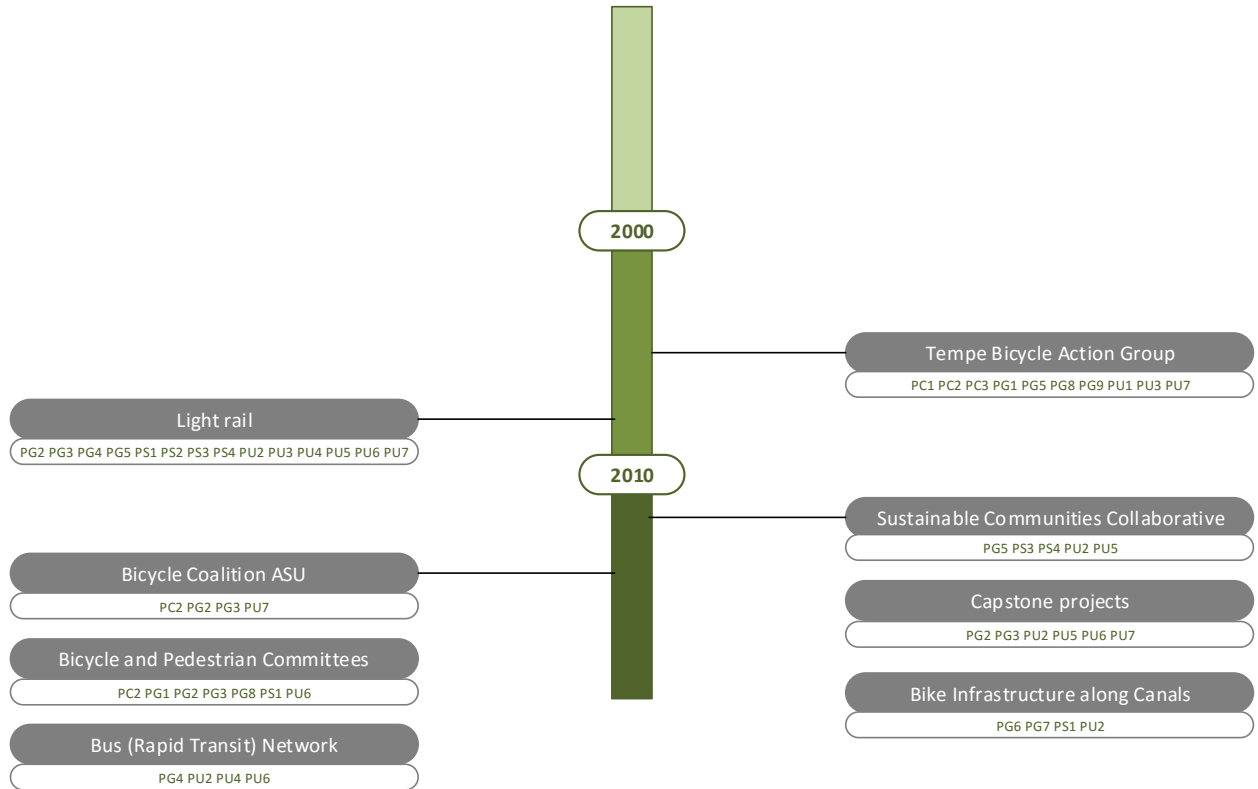 2000
Tempe Bicycle Action Group
PC1 PC2 PC3 PG1 PG5 PG8 PG9 PU1 PU3 PU7
Light rail
PG2 PG3 PG4 PG5 PS1 PS2 PS3 PS4 PU2 PU3 PU4 PU5 PU6 PU7
2010
Sustainable Communities Collaborative
PG5 PS3 PS4 PU2 PU5
Bicycle Coalition ASU
PC2 PG2 PG3 PU7
Capstone projects
PG2 PG3 PU2 PU5 PU6 PU7
Bicycle and Pedestrian Committees
PC2 PG1 PG2 PG3 PG8 PS1 PU6
Bike Infrastructure along Canals
PG6 PG7 PS1 PU2
Bus (Rapid Transit) Network
PG4 PU2 PU4 PU6